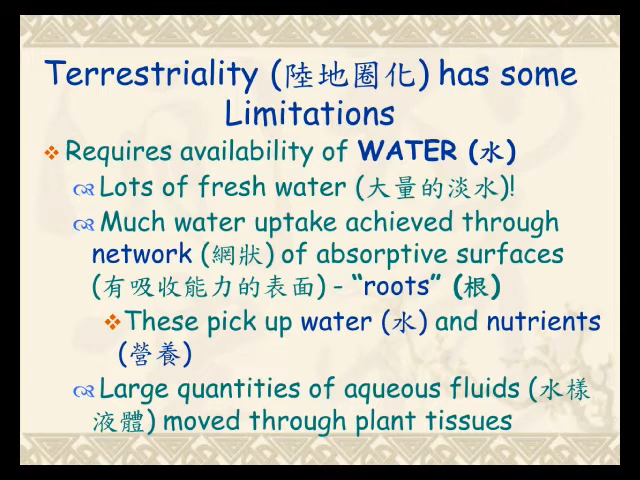 Terrestriality (陸地圈化) has some
Limitations
Requires availability of WATER (水)
Lots of fresh water (大量的淡水)!
Much water uptake achieved through
network (網狀) of absorptive surfaces
(有吸收能力的表面) - “roots” (根)
These pick up water (水) and nutrients
(營養)
Large quantities of aqueous fluids (水樣
液體) moved through plant tissues